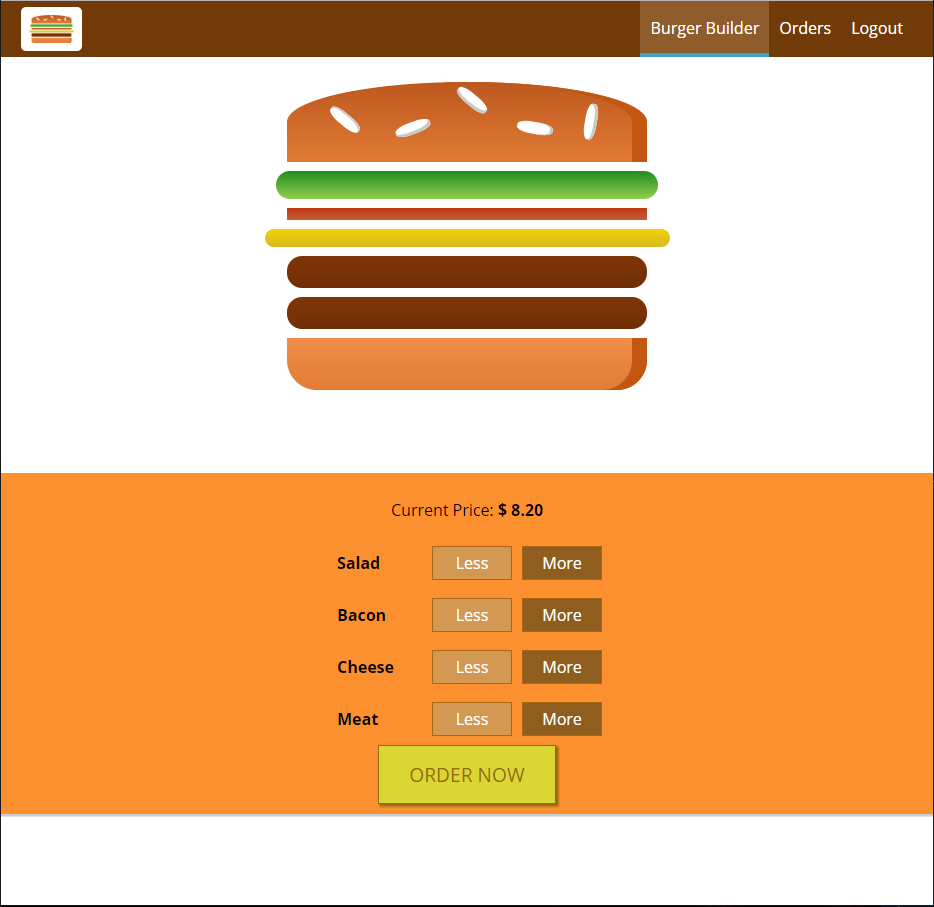 Burger Builder Orders Logout
Current Price: $ 8.20
Salad Less More
Bacon Less More
Cheese Less More
Meat Less More
ORDER NOW